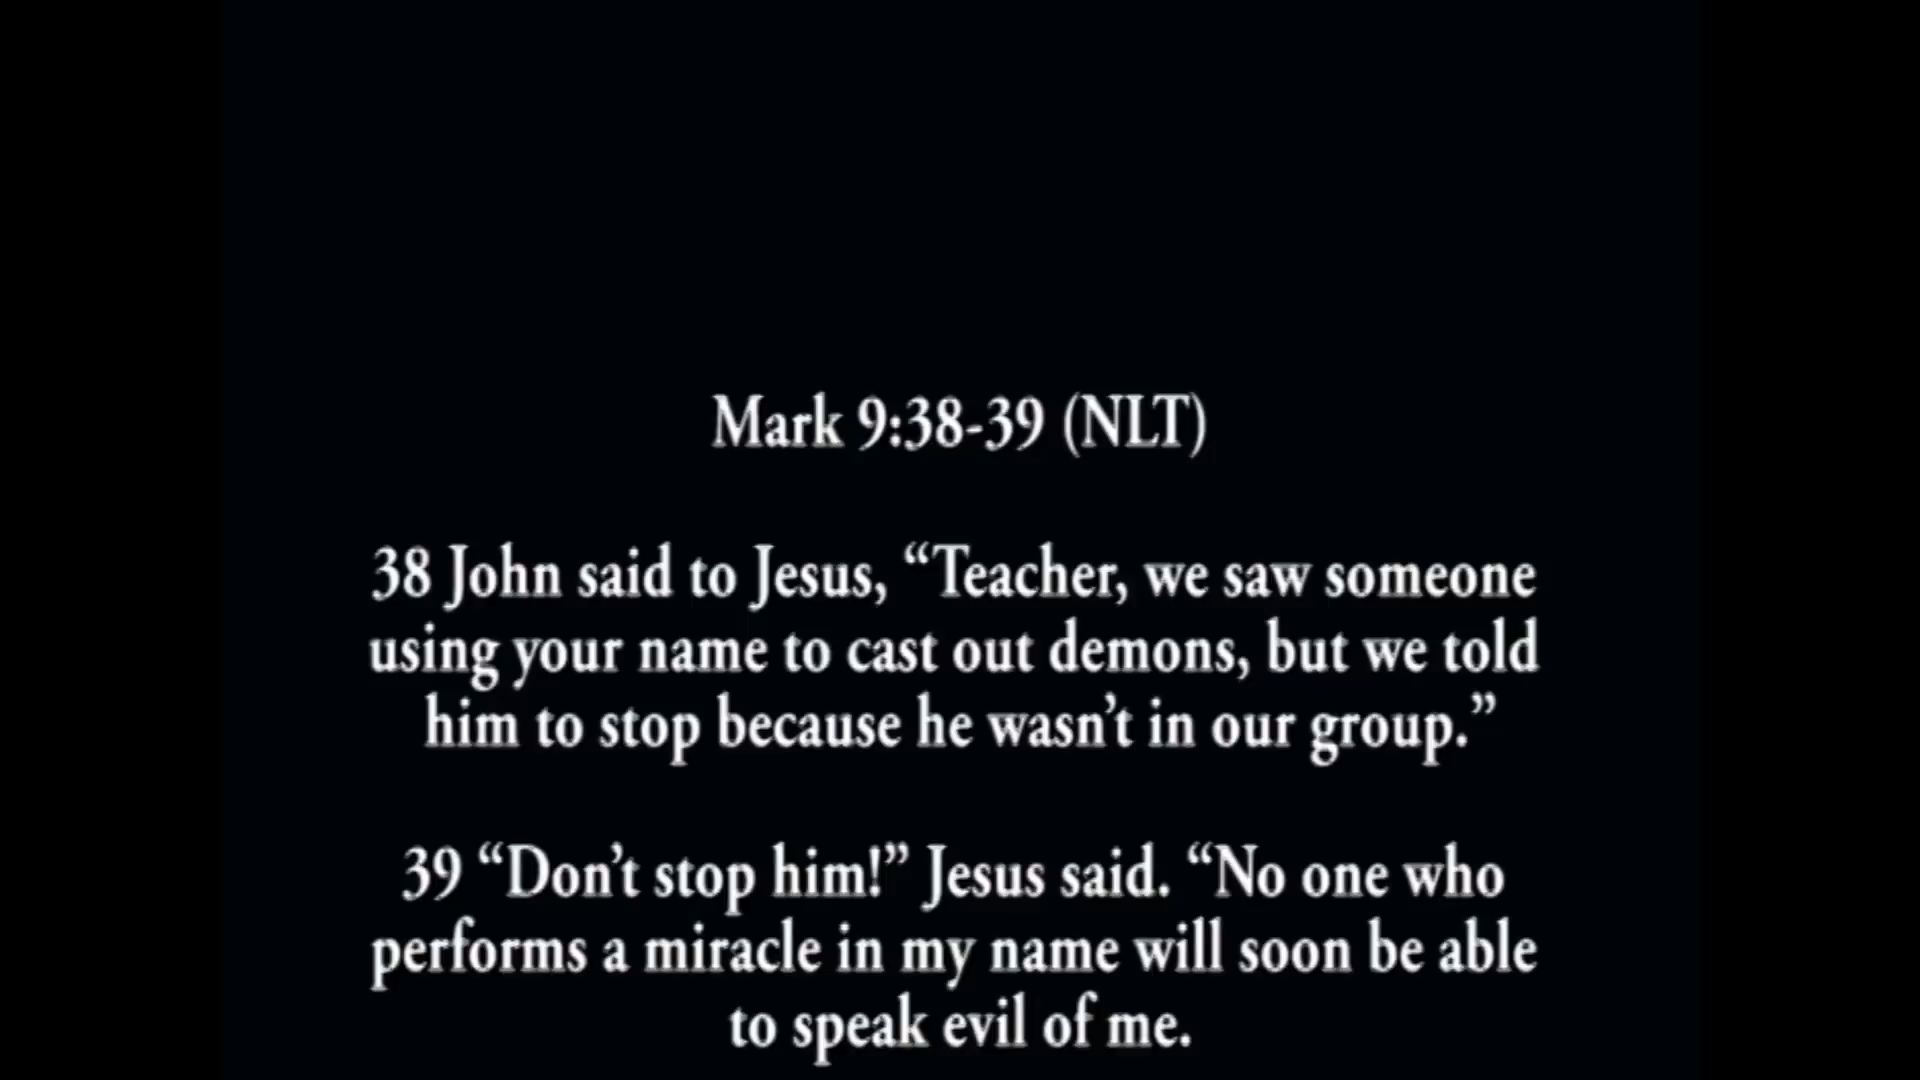 Mark 9:38-39 (NLT)
38 John said to Jesus, “Teacher, we saw someone
using your name to cast out demons, but we told
him to stop because he wasn’t in our group.”
39 “Don’t stop him!” Jesus said. “No one who
performs a miracle in my name will soon be able
to speak evil of me.